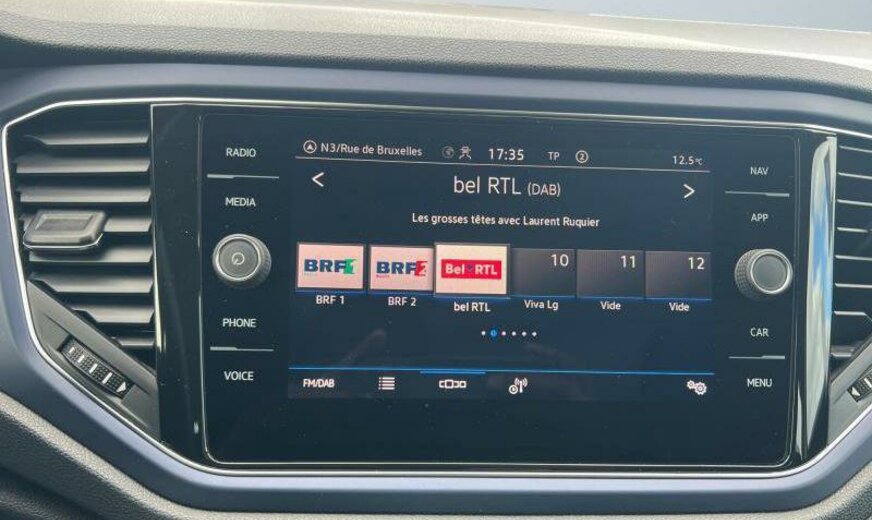 RADIO
MEDIA
PHONE
VOICE
N3/Rue de Bruxelles 17:35 TP 2 12.5°C
< bel RTL (DAB) >
Les grosses têtes avec Laurent Ruquier
BRF1 BRF2 Bel RTL 10 11 12
BRF 1 BRF 2 bel RTL Viva Lg Vide Vide
FM/DAB
NAV
APP
CAR
MENU